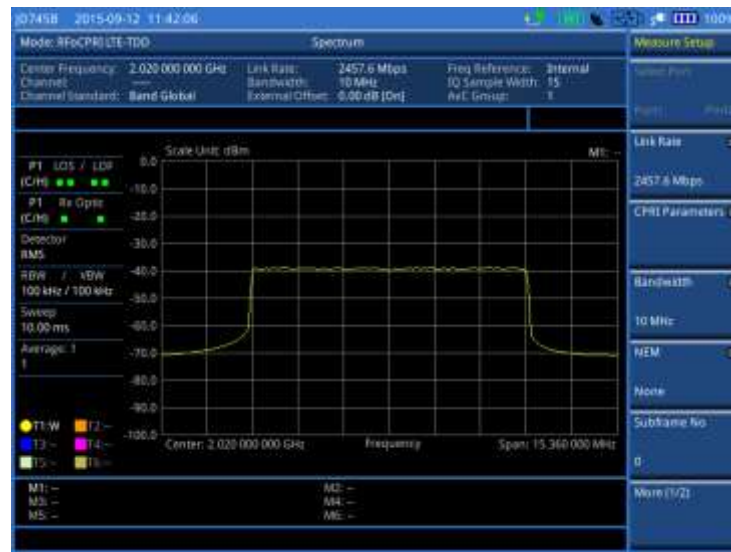 JD745B 2015-09-12 11:42:06
100%
Mode: RFoCPRI LTE-TDD Spectrum
Measure Setup
Center Frequency: 2.020 000 000 GHz Link Rate: 2457.6 Mbps Freq Reference: Internal
Channel: --- Bandwidth: 10 MHz IQ Sample Width: 15
Channel Standard: Band Global External Offset: 0.00 dB [On] AxC Group: 1
Select Port
Link Rate
2457.6 Mbps
CPRI Parameters
Bandwidth
10 MHz
NEM
None
Subframe No
0
More (1/2)
P1 LOS / LOF
(C/H)
P1 Rx Optic
(C/H)
Detector
RMS
RBW / VBW
100 kHz / 100 kHz
Sweep
10.00 ms
Average: 1
1
T1:W T2:--
T3:-- T4:--
T5:-- T6:--
Scale Unit: dBm M1: --
0.0
-10.0
-20.0
-30.0
-40.0
-50.0
-60.0
-70.0
-80.0
-90.0
-100.0
Center: 2.020 000 000 GHz Frequency Span: 15.360 000 MHz
M1: -- M2: --
M3: -- M4: --
M5: -- M6: --